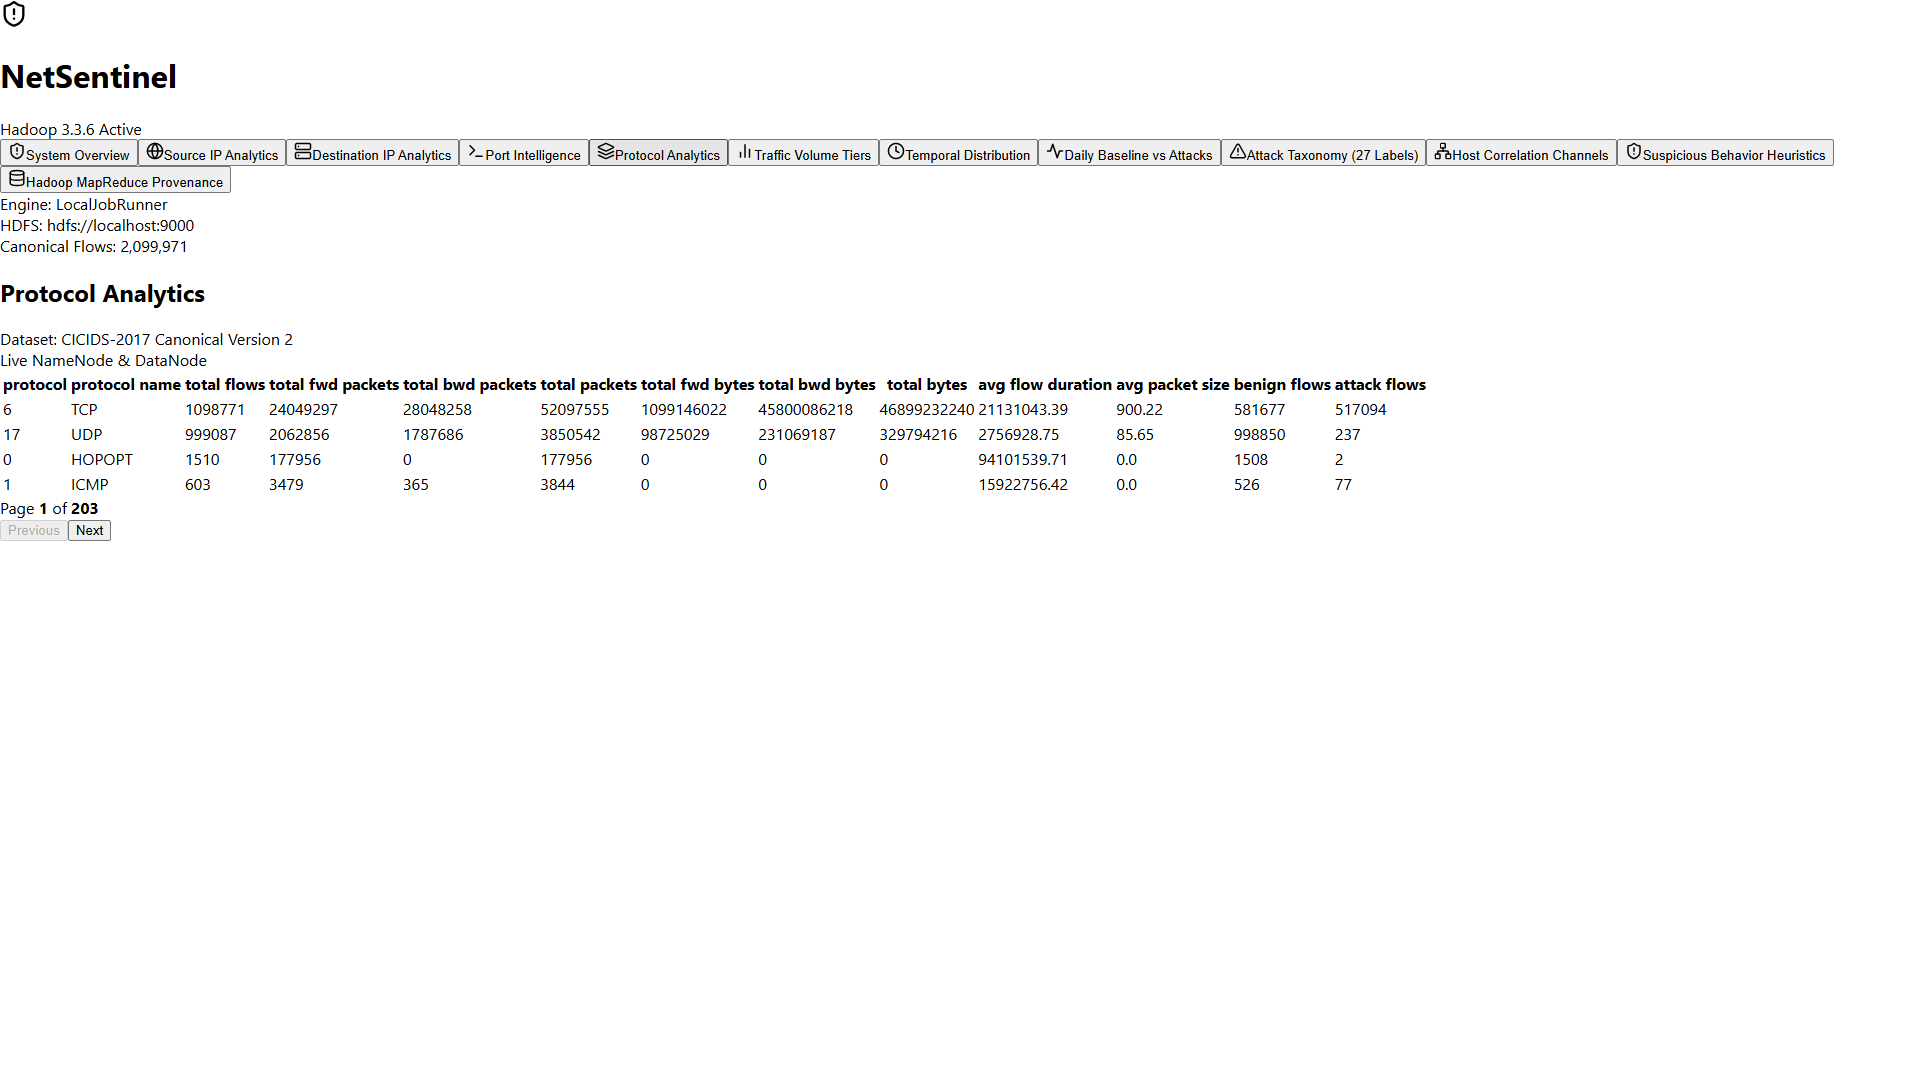 NetSentinel
Hadoop 3.3.6 Active
System Overview Source IP Analytics Destination IP Analytics Port Intelligence Protocol Analytics Traffic Volume Tiers Temporal Distribution Daily Baseline vs Attacks Attack Taxonomy (27 Labels) Host Correlation Channels Suspicious Behavior Heuristics
Hadoop MapReduce Provenance
Engine: LocalJobRunner
HDFS: hdfs://localhost:9000
Canonical Flows: 2,099,971
Protocol Analytics
Dataset: CICIDS-2017 Canonical Version 2
Live NameNode & DataNode
protocol protocol name total flows total fwd packets total bwd packets total packets total fwd bytes total bwd bytes total bytes avg flow duration avg packet size benign flows attack flows
6 TCP 1098771 24049297 28048258 52097555 1099146022 45800086218 46899232240 21131043.39 900.22 581677 517094
17 UDP 999087 2062856 1787686 3850542 98725029 231069187 329794216 2756928.75 85.65 998850 237
0 HOPOPT 1510 177956 0 177956 0 0 0 94101539.71 0.0 1508 2
1 ICMP 603 3479 365 3844 0 0 0 15922756.42 0.0 526 77
Page 1 of 203
Previous Next